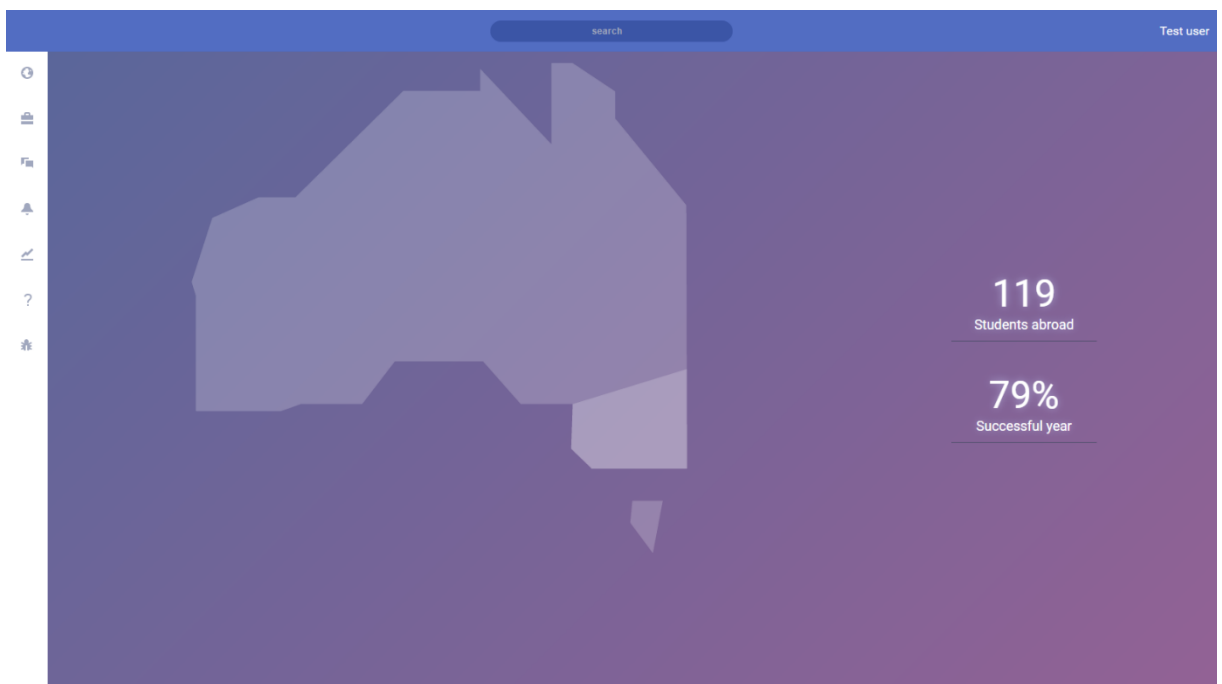 search
Test user
119
Students abroad
79%
Successful year